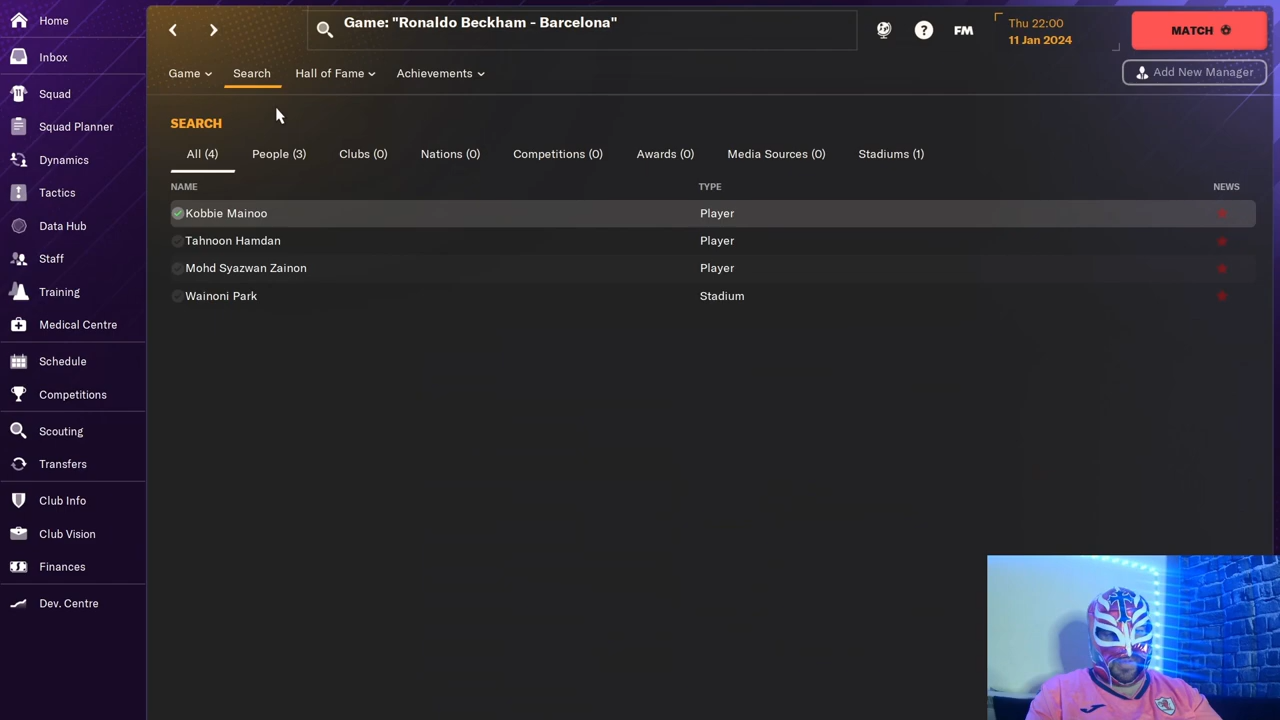 Home
Inbox
Squad
Squad Planner
Dynamics
Tactics
Data Hub
Staff
Training
Medical Centre
Schedule
Competitions
Scouting
Transfers
Club Info
Club Vision
Finances
Dev. Centre
Game: "Ronaldo Beckham - Barcelona"
? FM
Thu 22:00
11 Jan 2024
MATCH
Game Search Hall of Fame Achievements
Add New Manager
SEARCH
All (4) People (3) Clubs (0) Nations (0) Competitions (0) Awards (0) Media Sources (0) Stadiums (1)
NAME TYPE NEWS
Kobbie Mainoo Player
Tahnoon Hamdan Player
Mohd Syazwan Zainon Player
Wainoni Park Stadium